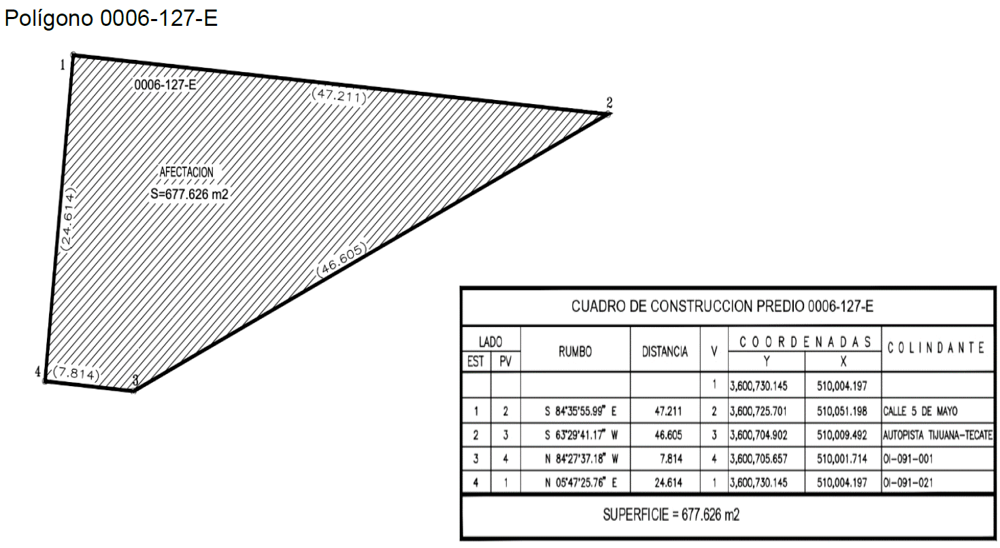 Polígono 0006-127-E
1
0006-127-E
(47.211)
2
AFECTACION
S=677.626 m2
(24.614)
(46.605)
4
(7.814)
3
CUADRO DE CONSTRUCCION PREDIO 0006-127-E
LADO RUMBO DISTANCIA V COORDENADAS COLINDANTE
EST PV Y X
1 3,600,730.145 510,004.197
1 2 S 84°35'55.99" E 47.211 2 3,600,725.701 510,051.198 CALLE 5 DE MAYO
2 3 S 63°29'41.17" W 46.605 3 3,600,704.902 510,009.492 AUTOPISTA TIJUANA-TECATE
3 4 N 84°27'37.18" W 7.814 4 3,600,705.657 510,001.714 OI-091-001
4 1 N 05°47'25.76" E 24.614 1 3,600,730.145 510,004.197 OI-091-021
SUPERFICIE = 677.626 m2